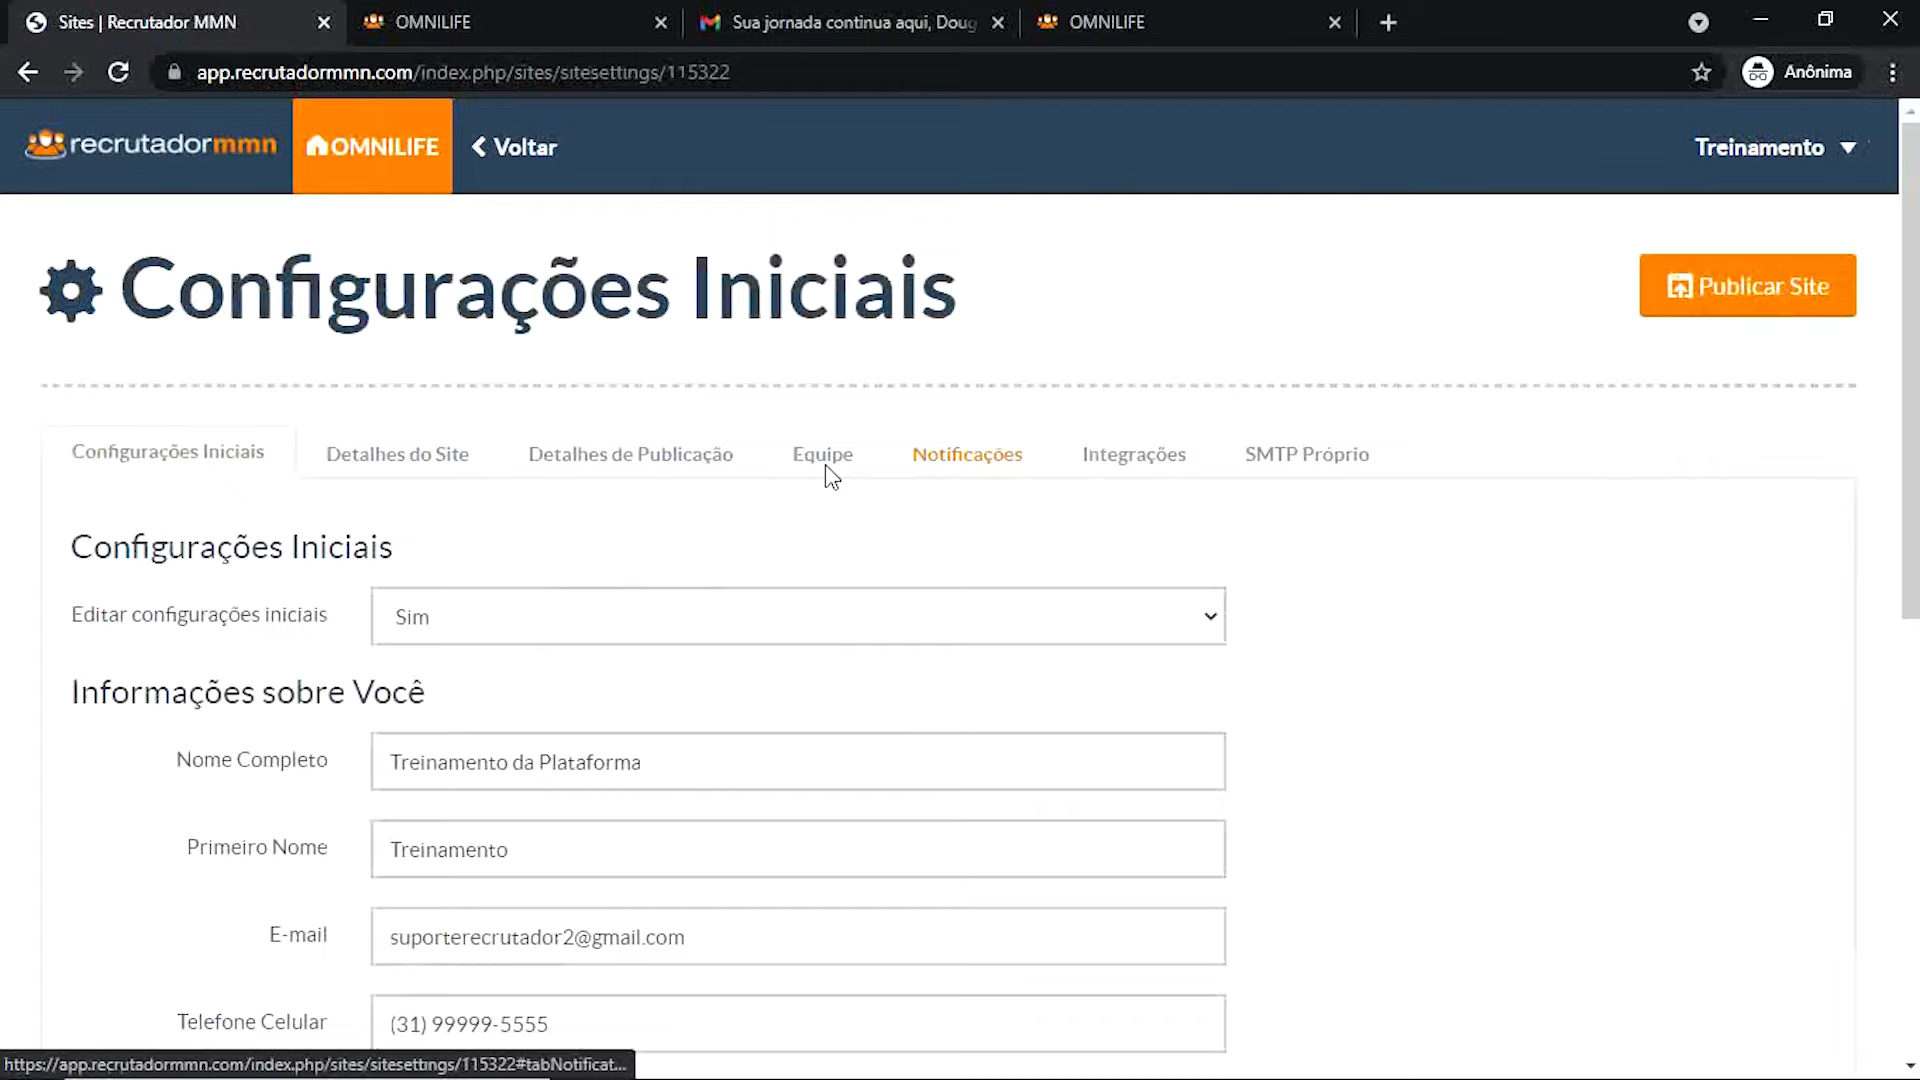 Sites | Recrutador MMN
OMNILIFE
Sua jornada continua aqui, Doug
OMNILIFE
app.recrutadormmn.com/index.php/sites/sitesettings/115322
Anônima
recrutadormmn
OMNILIFE
Voltar
Treinamento
Configurações Iniciais
Publicar Site
Configurações Iniciais
Detalhes do Site
Detalhes de Publicação
Equipe
Notificações
Integrações
SMTP Próprio
Configurações Iniciais
Editar configurações iniciais
Sim
Informações sobre Você
Nome Completo
Treinamento da Plataforma
Primeiro Nome
Treinamento
E-mail
suporterecrutador2@gmail.com
Telefone Celular
(31) 99999-5555
https://app.recrutadormmn.com/index.php/sites/sitesettings/115322#tabNotificat...